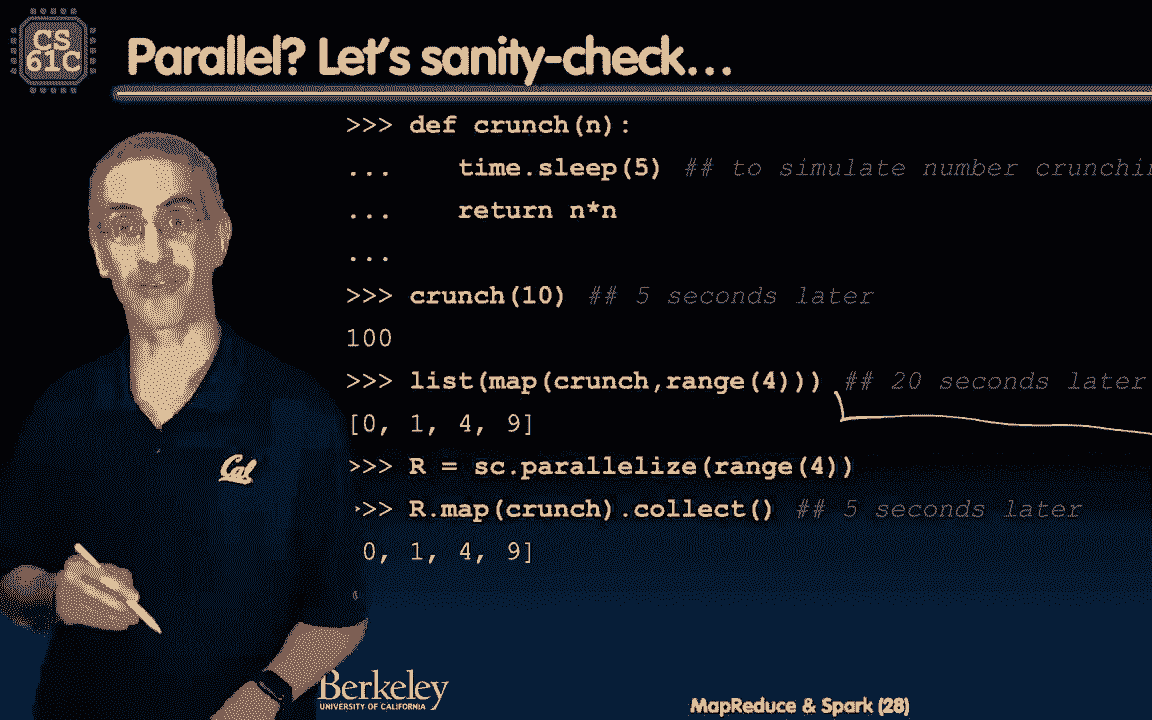 CS
61C
Parallel? Let's sanity-check...
>>> def crunch(n):
... time.sleep(5) ## to simulate number crunchin
... return n*n
...
>>> crunch(10) ## 5 seconds later
100
>>> list(map(crunch,range(4))) ## 20 seconds later
[0, 1, 4, 9]
>>> R = sc.parallelize(range(4))
>>> R.map(crunch).collect() ## 5 seconds later
0, 1, 4, 9]
Cal
Berkeley
UNIVERSITY OF CALIFORNIA
MapReduce & Spark (28)